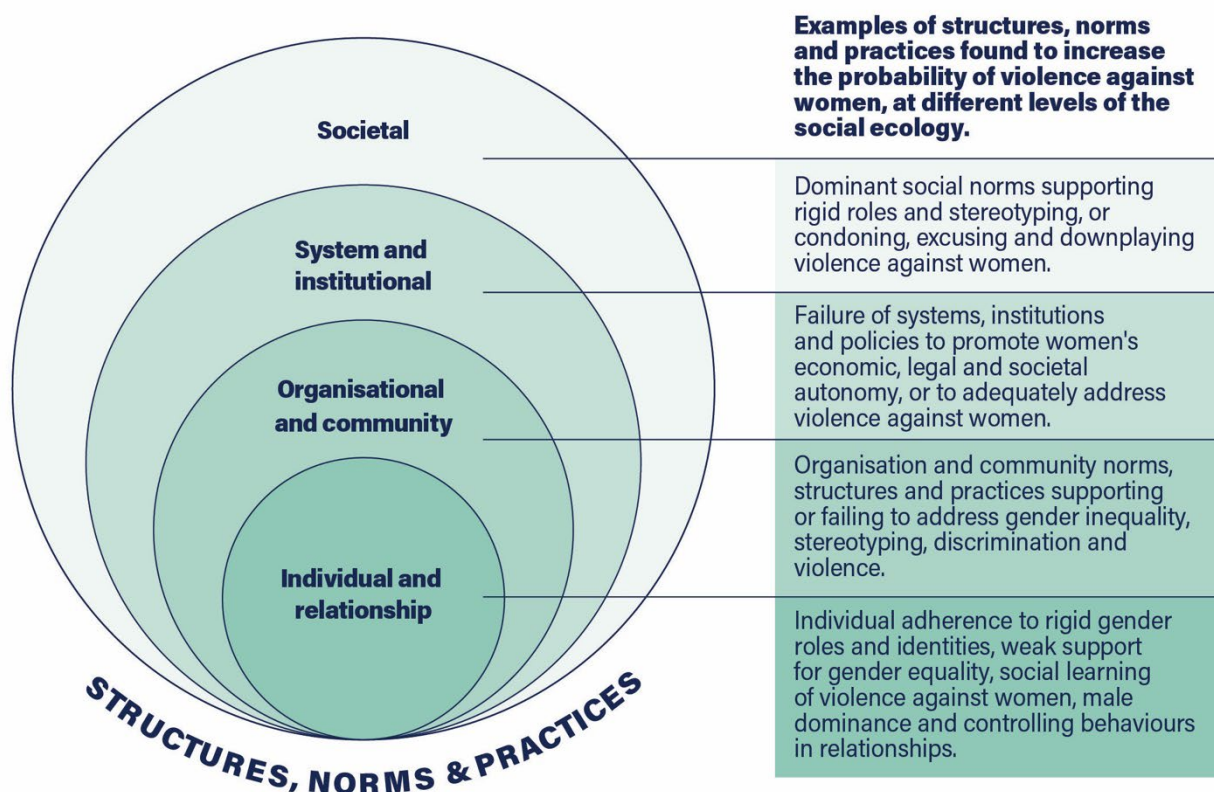 Examples of structures, norms
and practices found to increase
the probability of violence against
women, at different levels of the
social ecology.
Societal
Dominant social norms supporting
rigid roles and stereotyping, or
condoning, excusing and downplaying
violence against women.
System and
institutional
Failure of systems, institutions
and policies to promote women's
economic, legal and societal
autonomy, or to adequately address
violence against women.
Organisational
and community
Organisation and community norms,
structures and practices supporting
or failing to address gender inequality,
stereotyping, discrimination and
violence.
Individual and
relationship
Individual adherence to rigid gender
roles and identities, weak support
for gender equality, social learning
of violence against women, male
dominance and controlling behaviours
in relationships.
STRUCTURES, NORMS & PRACTICES